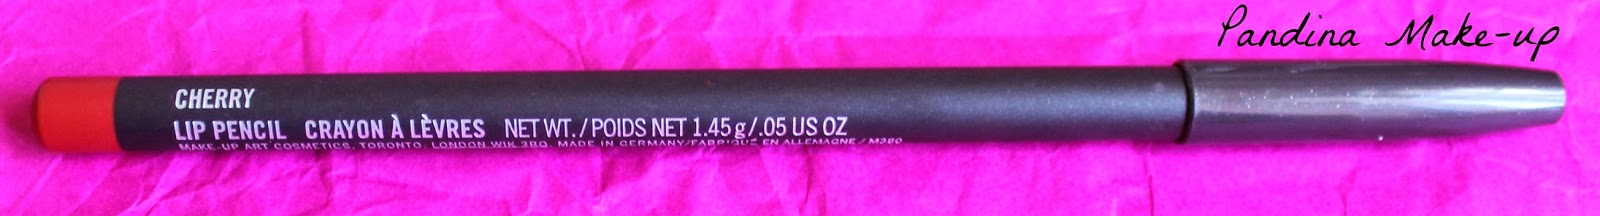 Pandina Make-up
CHERRY
LIP PENCIL CRAYON À LÈVRES NET WT./POIDS NET 1.45g/.05 US OZ
MAKE-UP ART COSMETICS, TORONTO, LONDON W1K 3BQ. MADE IN GERMANY/FABRIQUÉ EN ALLEMAGNE / M280